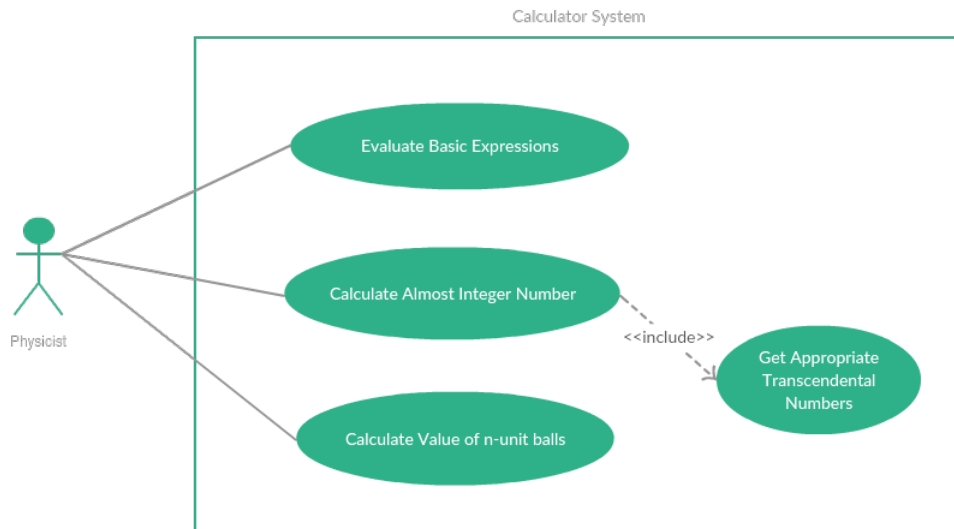 Calculator System
Evaluate Basic Expressions
Calculate Almost Integer Number
<<include>>
Physicist
Get Appropriate
Transcendental
Numbers
Calculate Value of n-unit balls